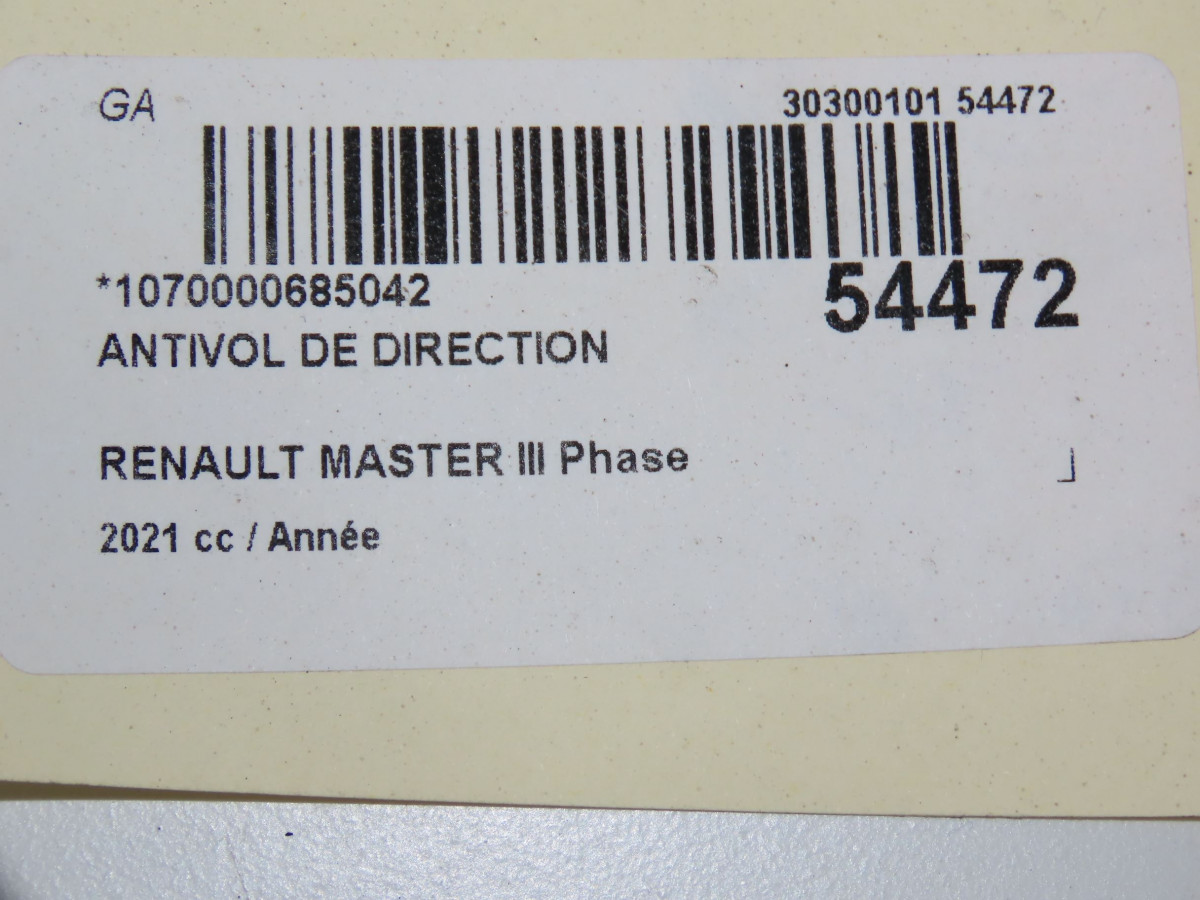 GA
30300101 54472
*1070000685042
54472
ANTIVOL DE DIRECTION
RENAULT MASTER III Phase
2021 cc / Année